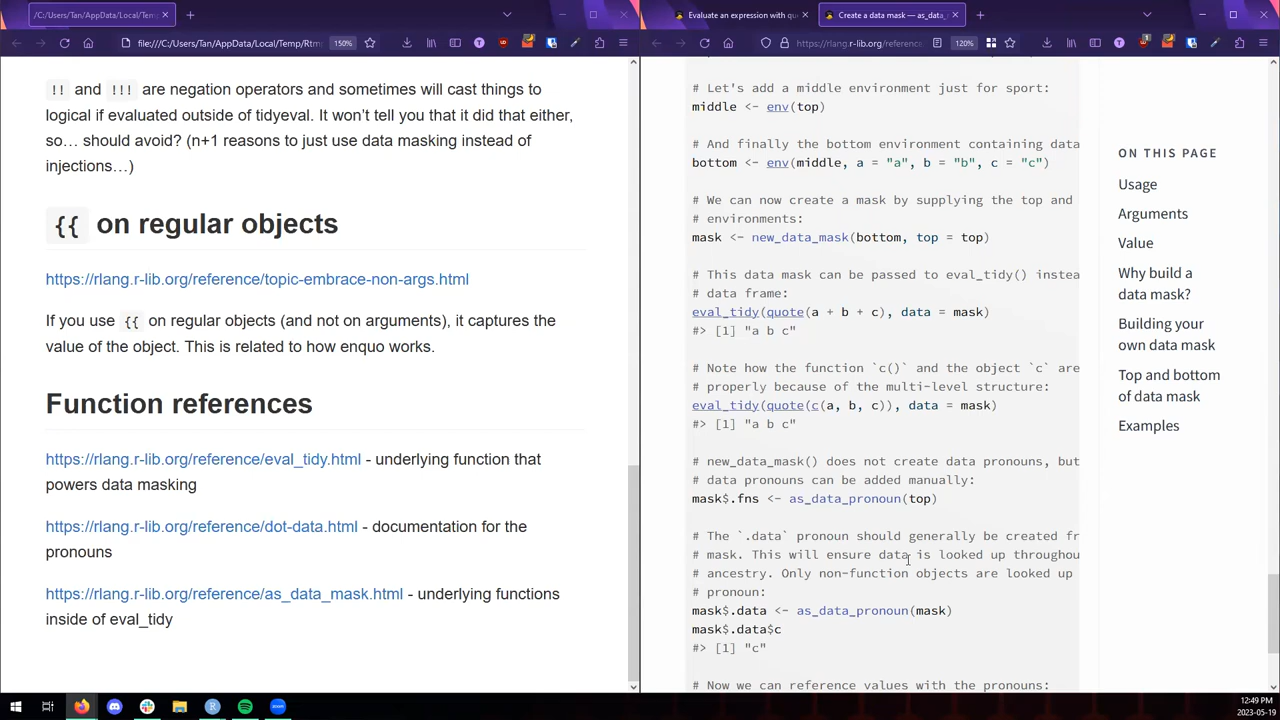 /C:/Users/Tan/AppData/Local/Temp/
Evaluate an expression with qu
Create a data mask — as_data_
file:///C:/Users/Tan/AppData/Local/Temp/Rtm
150%
https://rlang.r-lib.org/reference
120%
!! and !!! are negation operators and sometimes will cast things to
logical if evaluated outside of tidyeval. It won’t tell you that it did that either,
so… should avoid? (n+1 reasons to just use data masking instead of
injections…)
{{ on regular objects
https://rlang.r-lib.org/reference/topic-embrace-non-args.html
If you use {{ on regular objects (and not on arguments), it captures the
value of the object. This is related to how enquo works.
Function references
https://rlang.r-lib.org/reference/eval_tidy.html - underlying function that
powers data masking
https://rlang.r-lib.org/reference/dot-data.html - documentation for the
pronouns
https://rlang.r-lib.org/reference/as_data_mask.html - underlying functions
inside of eval_tidy
# Let's add a middle environment just for sport:
middle <- env(top)
# And finally the bottom environment containing data
bottom <- env(middle, a = "a", b = "b", c = "c")
# We can now create a mask by supplying the top and
# environments:
mask <- new_data_mask(bottom, top = top)
# This data mask can be passed to eval_tidy() instea
# data frame:
eval_tidy(quote(a + b + c), data = mask)
#> [1] "a b c"
# Note how the function `c()` and the object `c` are
# properly because of the multi-level structure:
eval_tidy(quote(c(a, b, c)), data = mask)
#> [1] "a b c"
# new_data_mask() does not create data pronouns, but
# data pronouns can be added manually:
mask$.fns <- as_data_pronoun(top)
# The `.data` pronoun should generally be created fr
# mask. This will ensure data is looked up throughou
# ancestry. Only non-function objects are looked up
# pronoun:
mask$.data <- as_data_pronoun(mask)
mask$.data$c
#> [1] "c"
# Now we can reference values with the pronouns:
ON THIS PAGE
Usage
Arguments
Value
Why build a
data mask?
Building your
own data mask
Top and bottom
of data mask
Examples
12:49 PM
2023-05-19